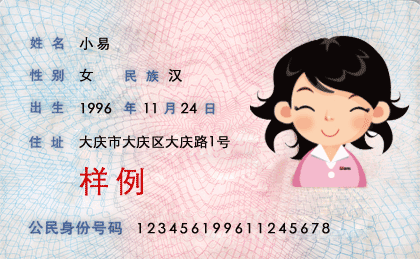 姓名 小易
性别 女 民族 汉
出生 1996 年 11 月 24 日
住址 大庆市大庆区大庆路1号
样例
公民身份号码 123456199611245678